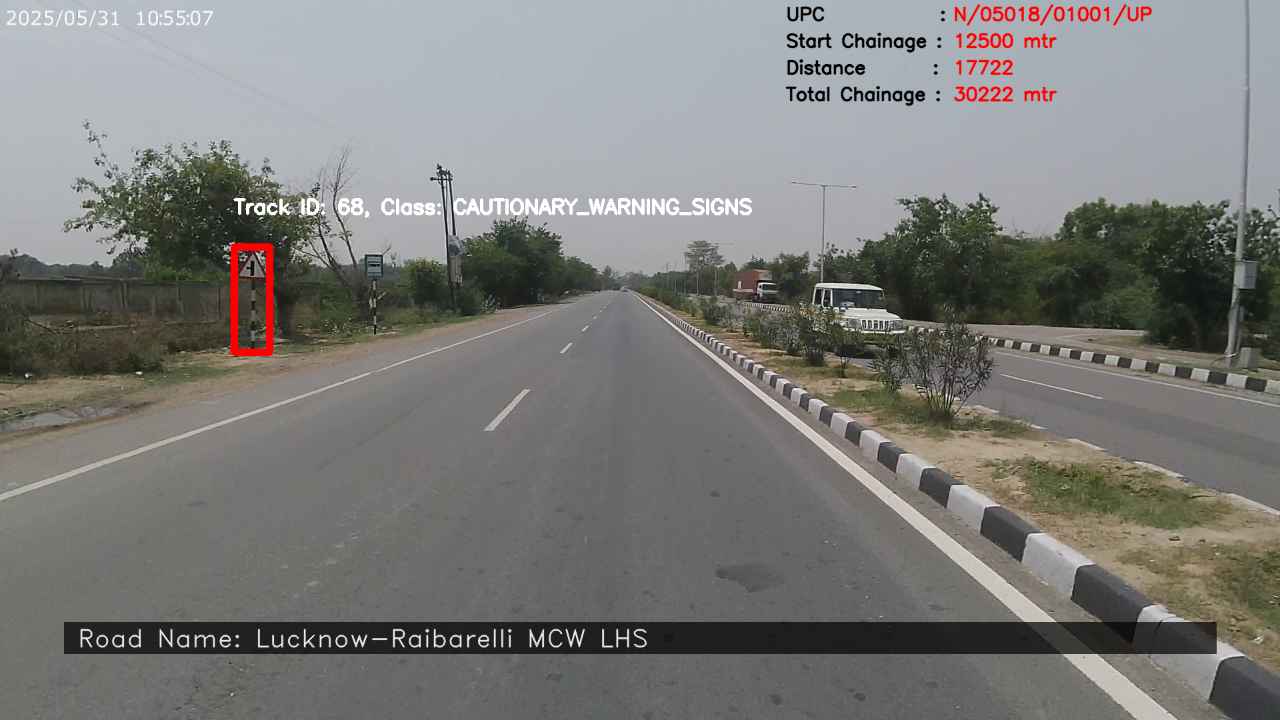 2025/05/31 10:55:07
UPC : N/05018/01001/UP
Start Chainage : 12500 mtr
Distance : 17722
Total Chainage : 30222 mtr
Track ID: 68, Class: CAUTIONARY_WARNING_SIGNS
Road Name: Lucknow-Raibarelli MCW LHS